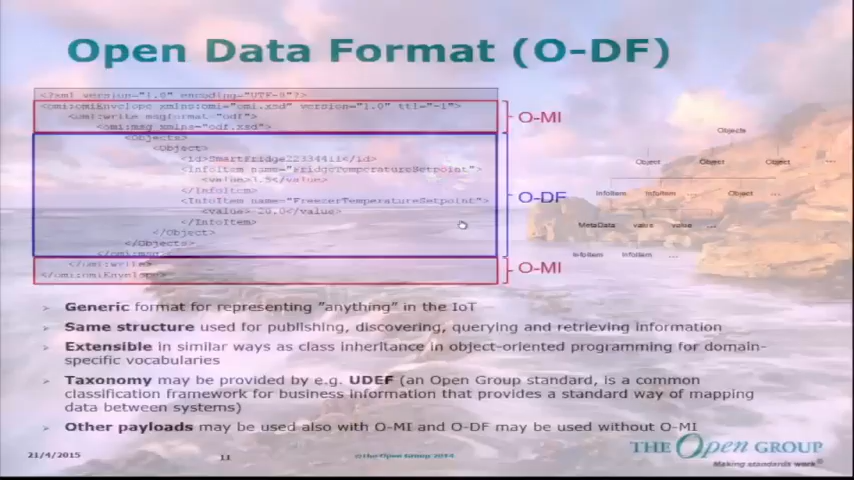 Open Data Format (O-DF)
<?xml version="1.0" encoding="UTF-8"?>
<omi:omiEnvelope xmlns:omi="omi.xsd" version="1.0" ttl="-1">
<omi:write msgformat="odf">
<omi:msg xmlns="odf.xsd">
<Objects>
<Object>
<id>SmartFridge22334411</id>
<InfoItem name="FridgeTemperatureSetpoint">
<value>3.5</value>
</InfoItem>
<InfoItem name="FreezerTemperatureSetpoint">
<value>-20.0</value>
</InfoItem>
</Object>
</Objects>
</omi:msg>
</omi:write>
</omi:omiEnvelope>
O-MI
O-DF
O-MI
Objects
Object Object Object ...
InfoItem InfoItem Object ...
MetaData value value ...
InfoItem InfoItem ...
➢ Generic format for representing "anything" in the IoT
➢ Same structure used for publishing, discovering, querying and retrieving information
➢ Extensible in similar ways as class inheritance in object-oriented programming for domain-
specific vocabularies
➢ Taxonomy may be provided by e.g. UDEF (an Open Group standard, is a common
classification framework for business information that provides a standard way of mapping
data between systems)
➢ Other payloads may be used also with O-MI and O-DF may be used without O-MI
21/4/2015
11
©The Open Group 2014
THE Open GROUP
Making standards work®